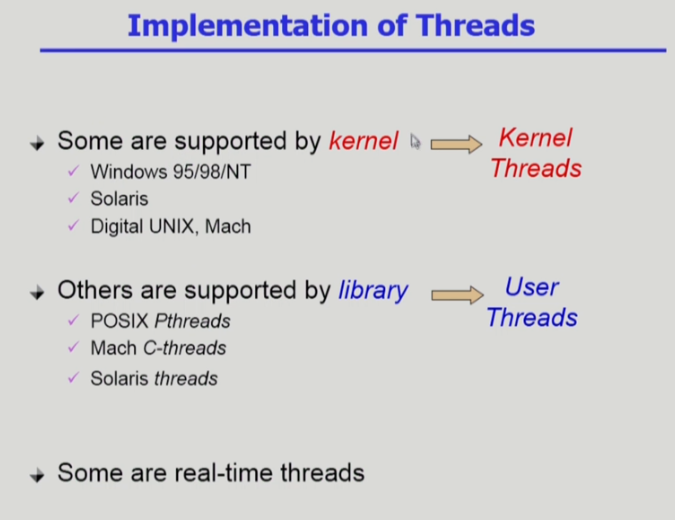 Implementation of Threads
Some are supported by kernel
Kernel
Threads
Windows 95/98/NT
Solaris
Digital UNIX, Mach
Others are supported by library
User
Threads
POSIX Pthreads
Mach C-threads
Solaris threads
Some are real-time threads